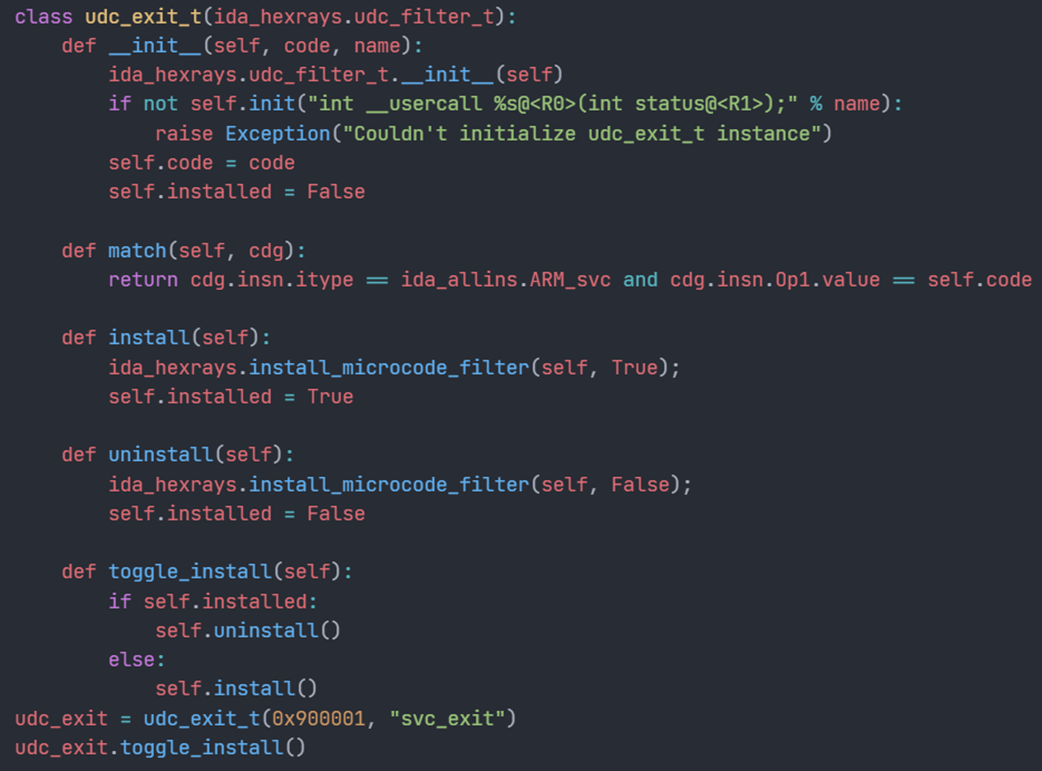 class udc_exit_t(ida_hexrays.udc_filter_t):
    def __init__(self, code, name):
        ida_hexrays.udc_filter_t.__init__(self)
        if not self.init("int __usercall %s@<R0>(int status@<R1>);" % name):
            raise Exception("Couldn't initialize udc_exit_t instance")
        self.code = code
        self.installed = False

    def match(self, cdg):
        return cdg.insn.itype == ida_allins.ARM_svc and cdg.insn.Op1.value == self.code

    def install(self):
        ida_hexrays.install_microcode_filter(self, True);
        self.installed = True

    def uninstall(self):
        ida_hexrays.install_microcode_filter(self, False);
        self.installed = False

    def toggle_install(self):
        if self.installed:
            self.uninstall()
        else:
            self.install()
udc_exit = udc_exit_t(0x900001, "svc_exit")
udc_exit.toggle_install()